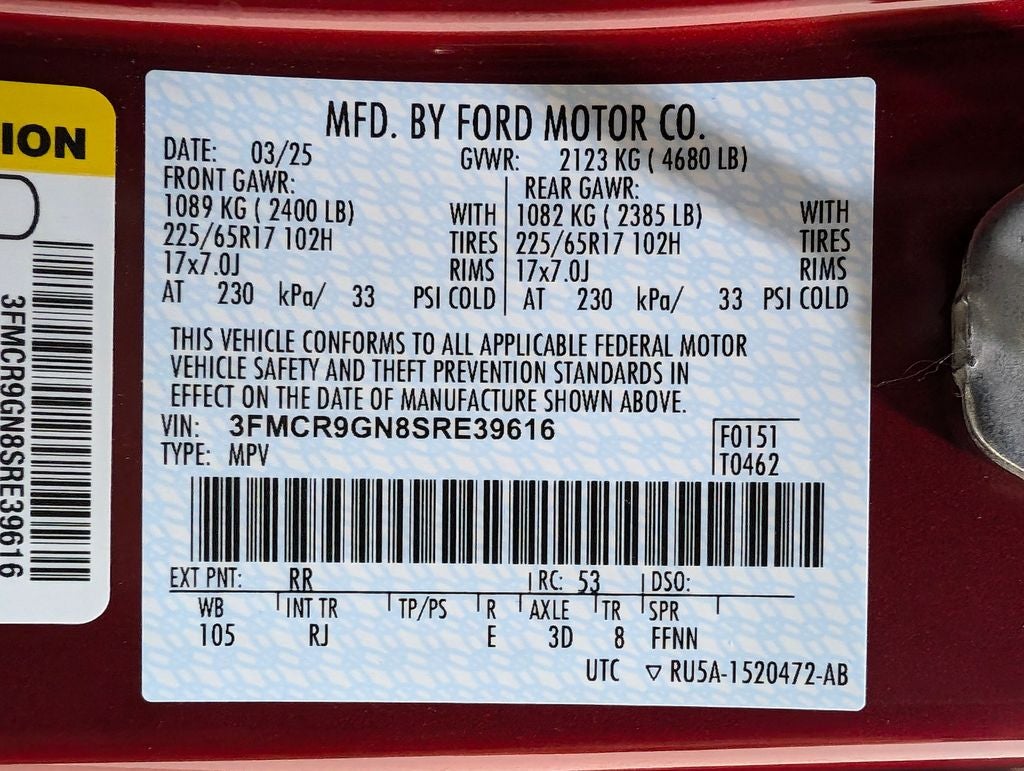 ION
3FMCR9GN8SRE39616
MFD. BY FORD MOTOR CO.
DATE: 03/25 GVWR: 2123 KG ( 4680 LB)
FRONT GAWR: REAR GAWR:
1089 KG ( 2400 LB) WITH 1082 KG ( 2385 LB) WITH
225/65R17 102H TIRES 225/65R17 102H TIRES
17x7.0J RIMS 17x7.0J RIMS
AT 230 kPa/ 33 PSI COLD AT 230 kPa/ 33 PSI COLD
THIS VEHICLE CONFORMS TO ALL APPLICABLE FEDERAL MOTOR
VEHICLE SAFETY AND THEFT PREVENTION STANDARDS IN
EFFECT ON THE DATE OF MANUFACTURE SHOWN ABOVE.
VIN: 3FMCR9GN8SRE39616 F0151
TYPE: MPV T0462
EXT PNT: RR RC: 53 DSO:
WB INT TR TP/PS R AXLE TR SPR
105 RJ E 3D 8 FFNN
UTC ▽ RU5A-1520472-AB